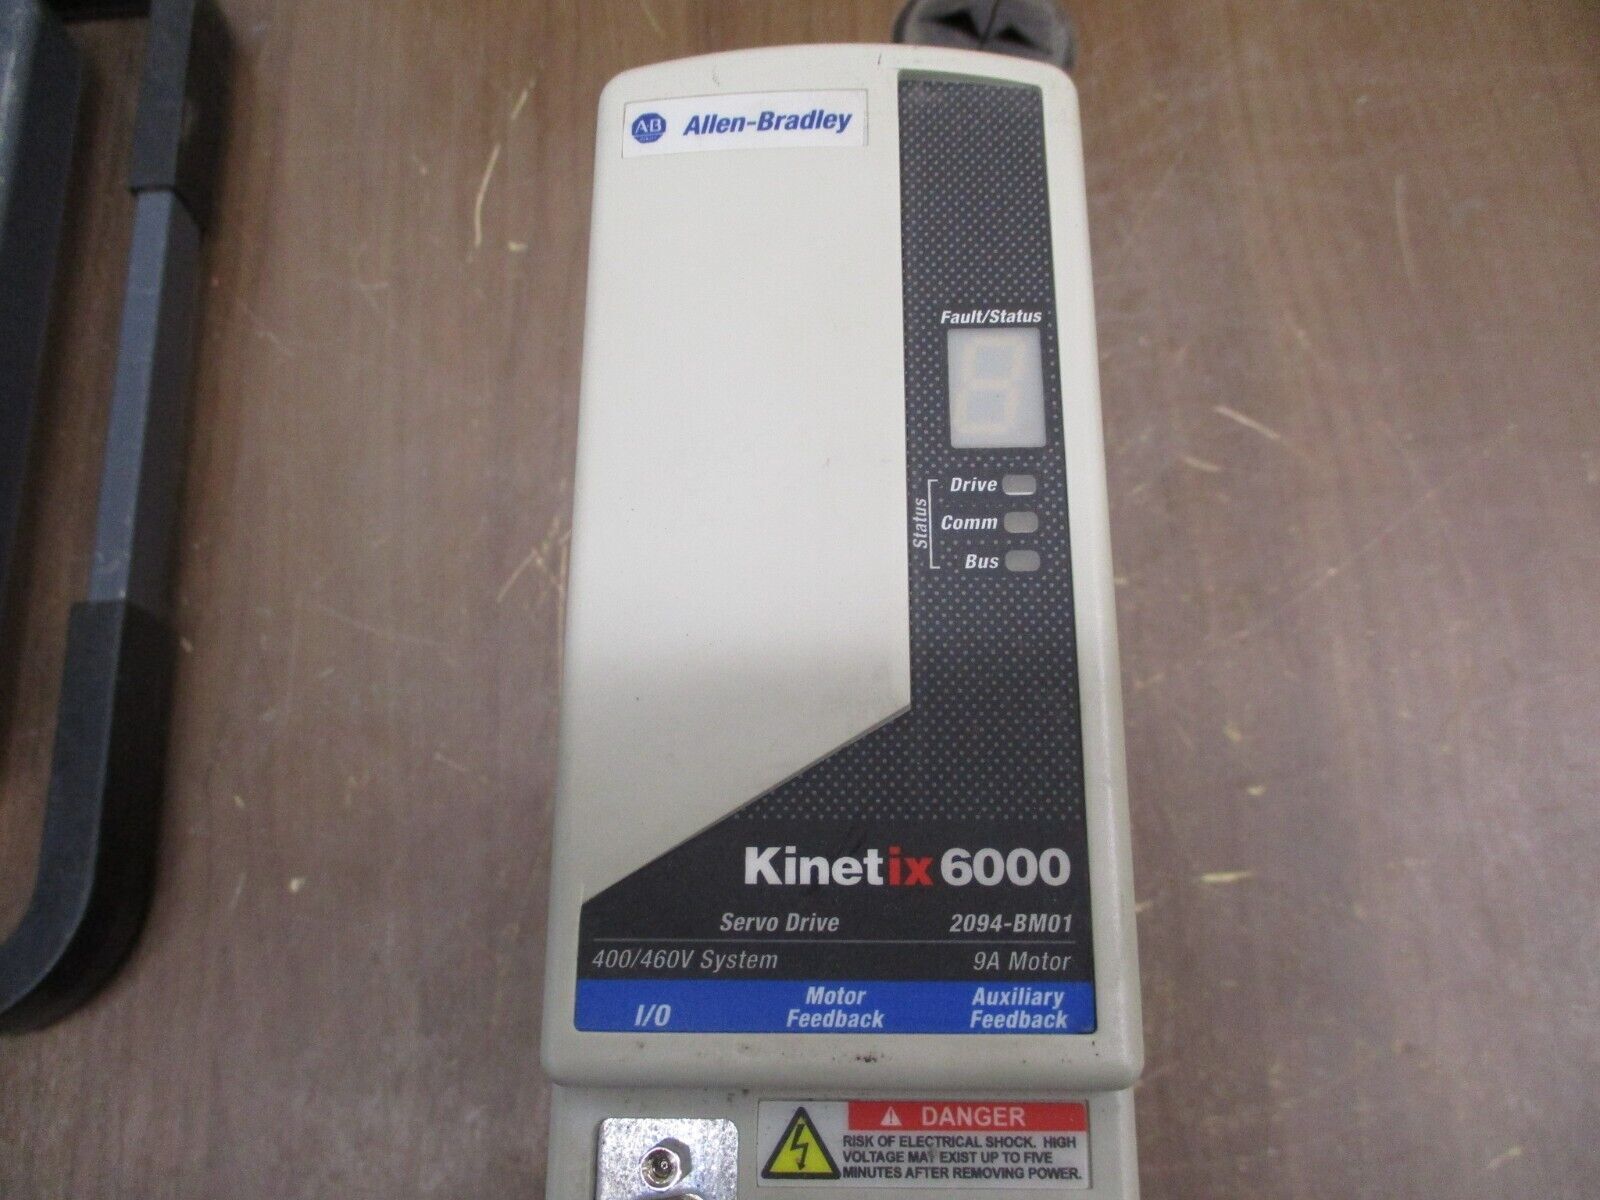 AB Allen-Bradley
Fault/Status
8
Status
Drive
Comm
Bus
Kinetix 6000
Servo Drive 2094-BM01
400/460V System 9A Motor
I/O
Motor
Feedback
Auxiliary
Feedback
DANGER
RISK OF ELECTRICAL SHOCK. HIGH
VOLTAGE MAY EXIST UP TO FIVE
MINUTES AFTER REMOVING POWER.